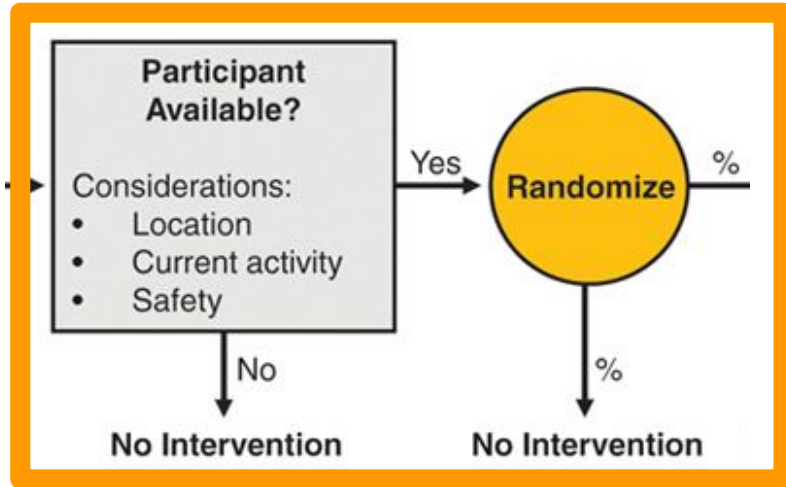 Participant
Available?
Considerations:
• Location
• Current activity
• Safety
Yes
Randomize
%
No
%
No Intervention
No Intervention